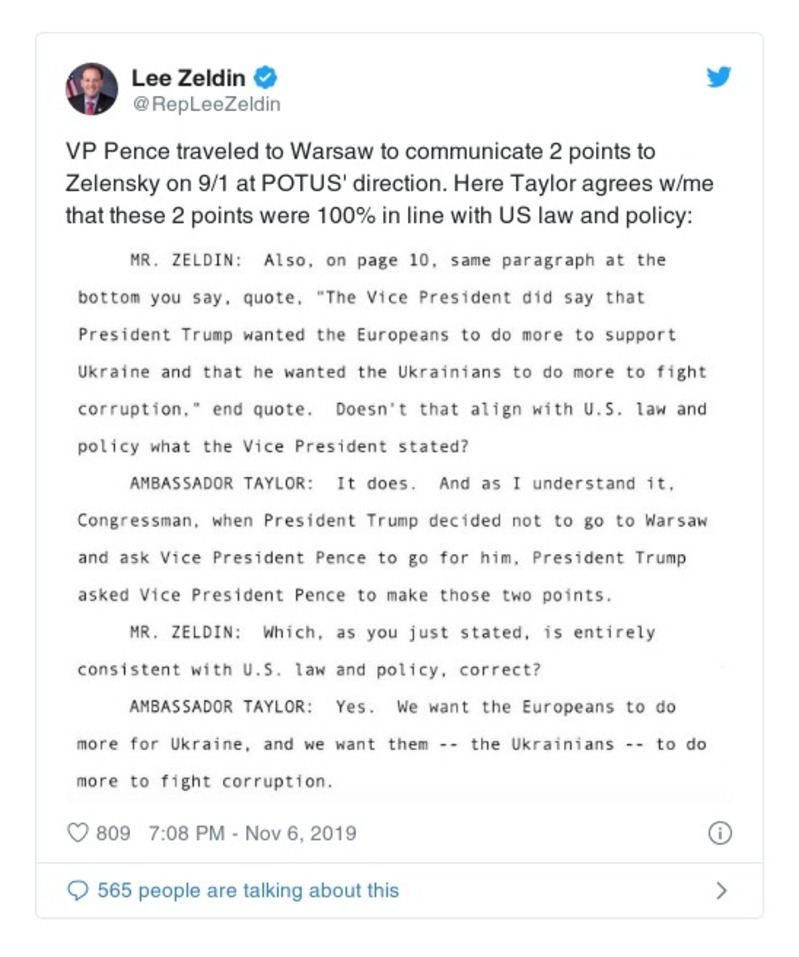 Lee Zeldin
@RepLeeZeldin
VP Pence traveled to Warsaw to communicate 2 points to
Zelensky on 9/1 at POTUS' direction. Here Taylor agrees w/me
that these 2 points were 100% in line with US law and policy:
MR. ZELDIN: Also, on page 10, same paragraph at the
bottom you say, quote, "The Vice President did say that
President Trump wanted the Europeans to do more to support
Ukraine and that he wanted the Ukrainians to do more to fight
corruption," end quote. Doesn't that align with U.S. law and
policy what the Vice President stated?
AMBASSADOR TAYLOR: It does. And as I understand it,
Congressman, when President Trump decided not to go to Warsaw
and ask Vice President Pence to go for him, President Trump
asked Vice President Pence to make those two points.
MR. ZELDIN: Which, as you just stated, is entirely
consistent with U.S. law and policy, correct?
AMBASSADOR TAYLOR: Yes. We want the Europeans to do
more for Ukraine, and we want them -- the Ukrainians -- to do
more to fight corruption.
809 7:08 PM - Nov 6, 2019
565 people are talking about this